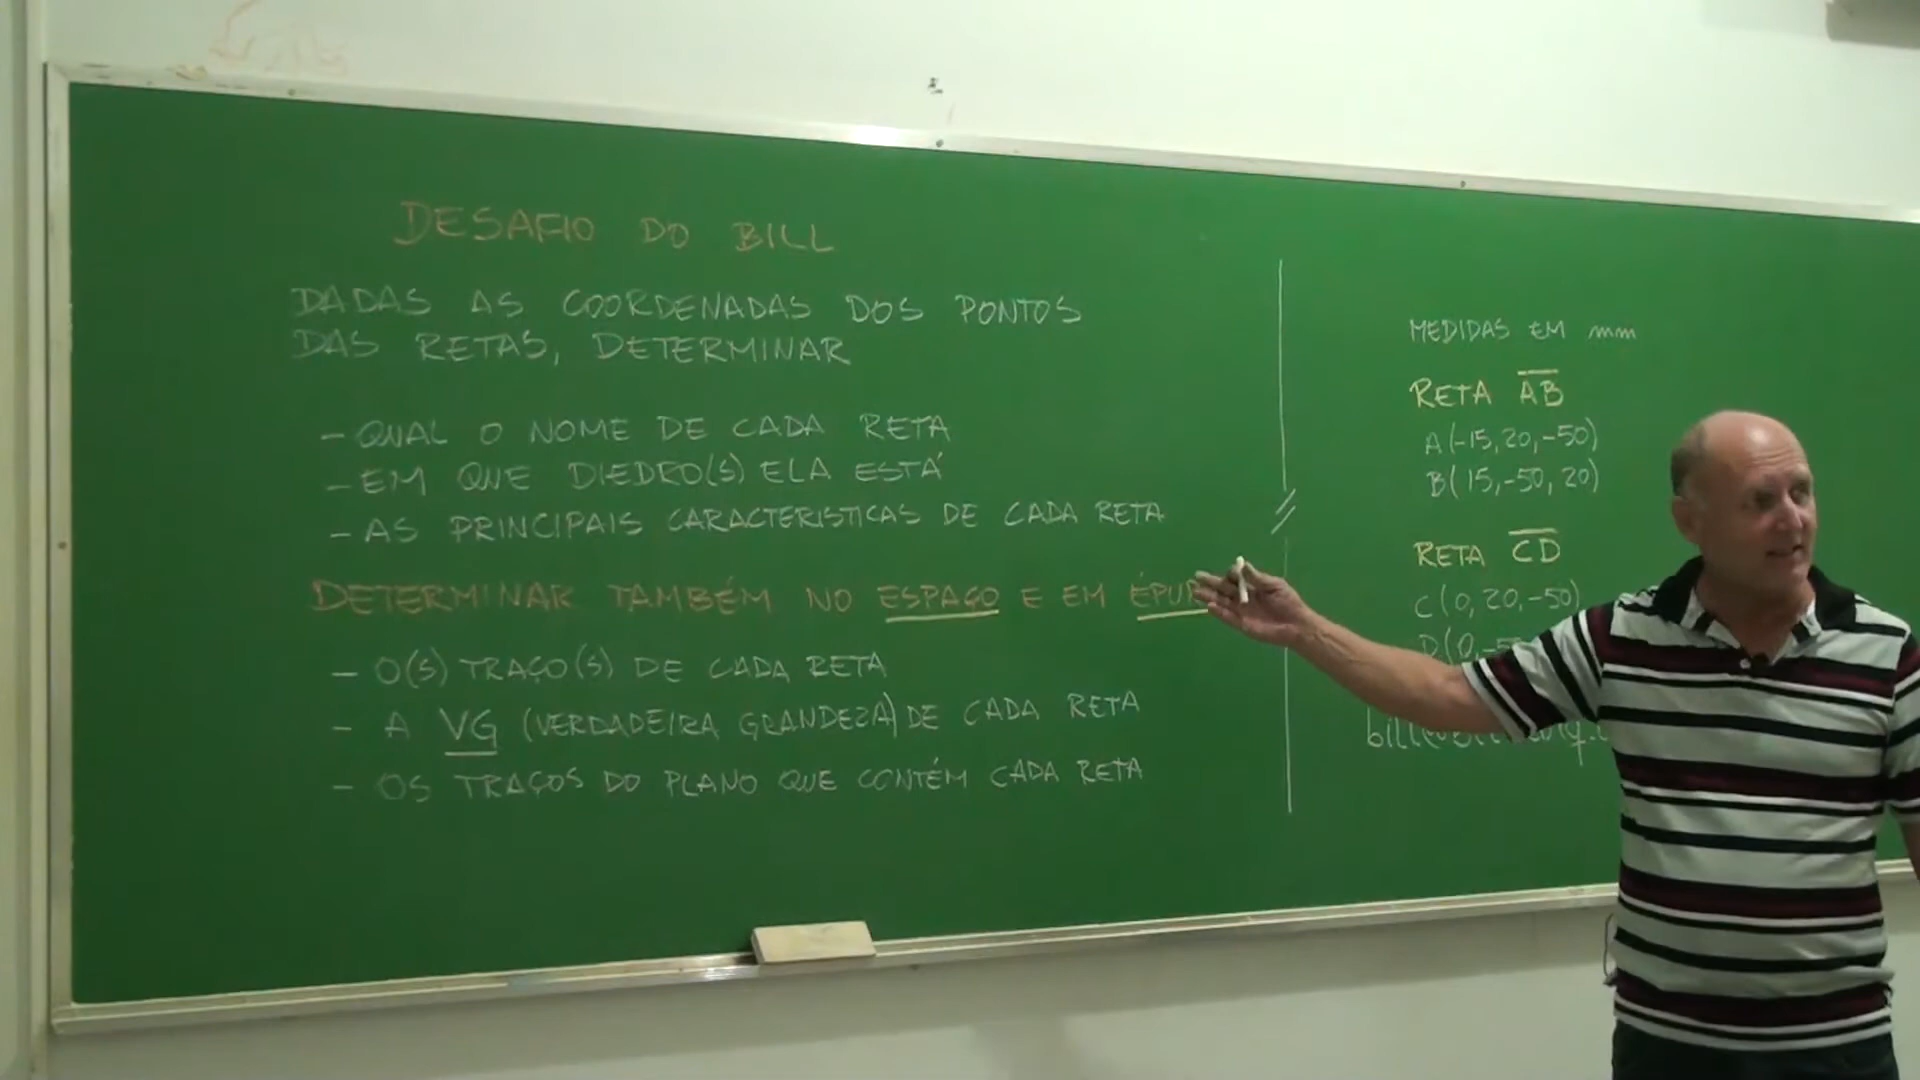 DESAFIO DO BILL
DADAS AS COORDENADAS DOS PONTOS
DAS RETAS, DETERMINAR
- QUAL O NOME DE CADA RETA
- EM QUE DIEDRO(S) ELA ESTÁ
- AS PRINCIPAIS CARACTERISTICAS DE CADA RETA
DETERMINAR TAMBÉM NO ESPAÇO E EM
- O(S) TRAÇO(S) DE CADA RETA
- A VG (VERDADEIRA GRANDEZA) DE CADA RETA
- OS TRAÇOS DO PLANO QUE CONTÉM CADA RETA
MEDIDAS EM mm
RETA AB
A(-15,20,-50)
B(15,-50,20)
RETA CD
C(0,20,-50)